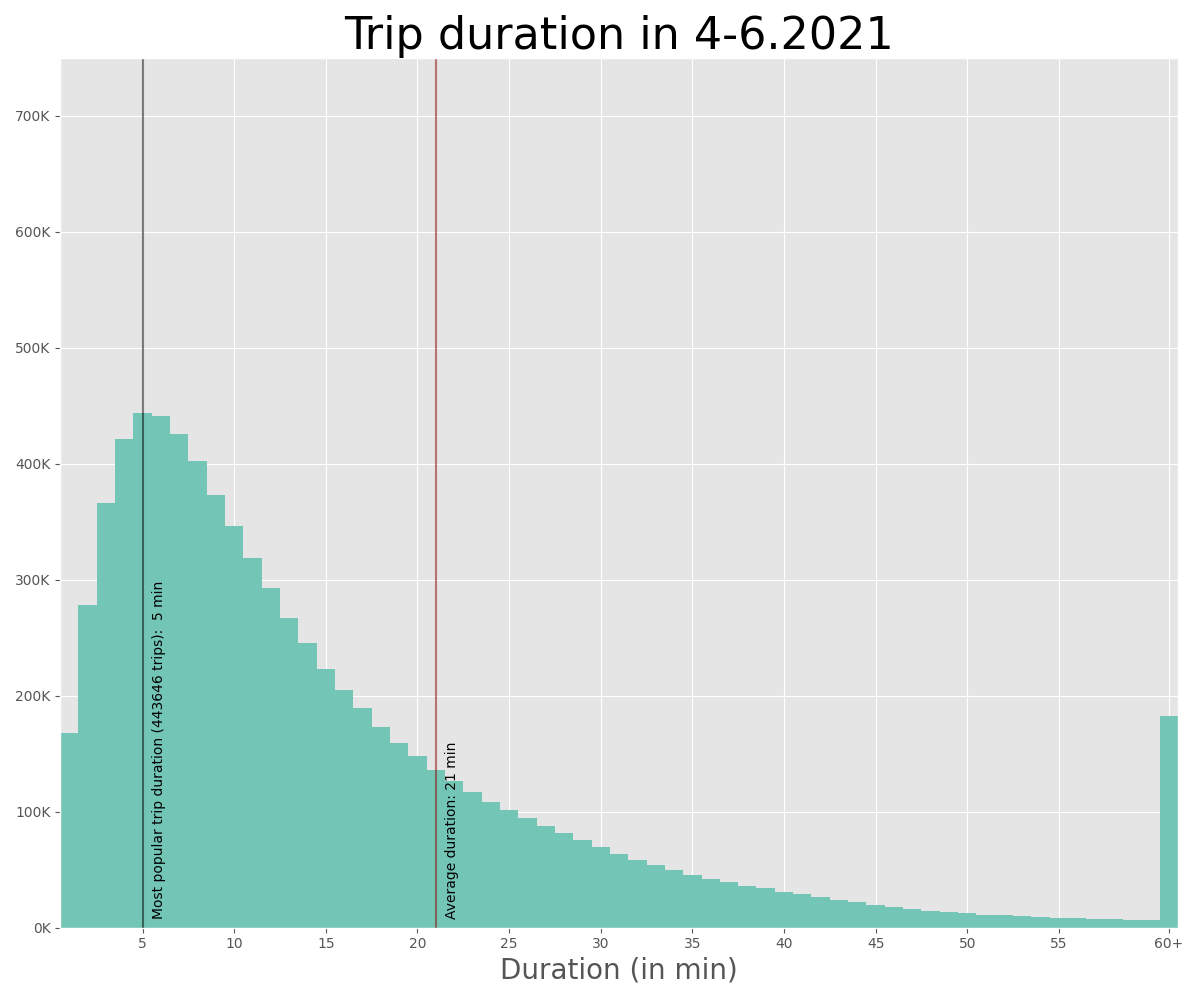 Trip duration in 4-6.2021
700K
600K
500K
400K
300K
200K
100K
0K
Most popular trip duration (443646 trips):  5 min
Average duration: 21 min
5 10 15 20 25 30 35 40 45 50 55 60+
Duration (in min)